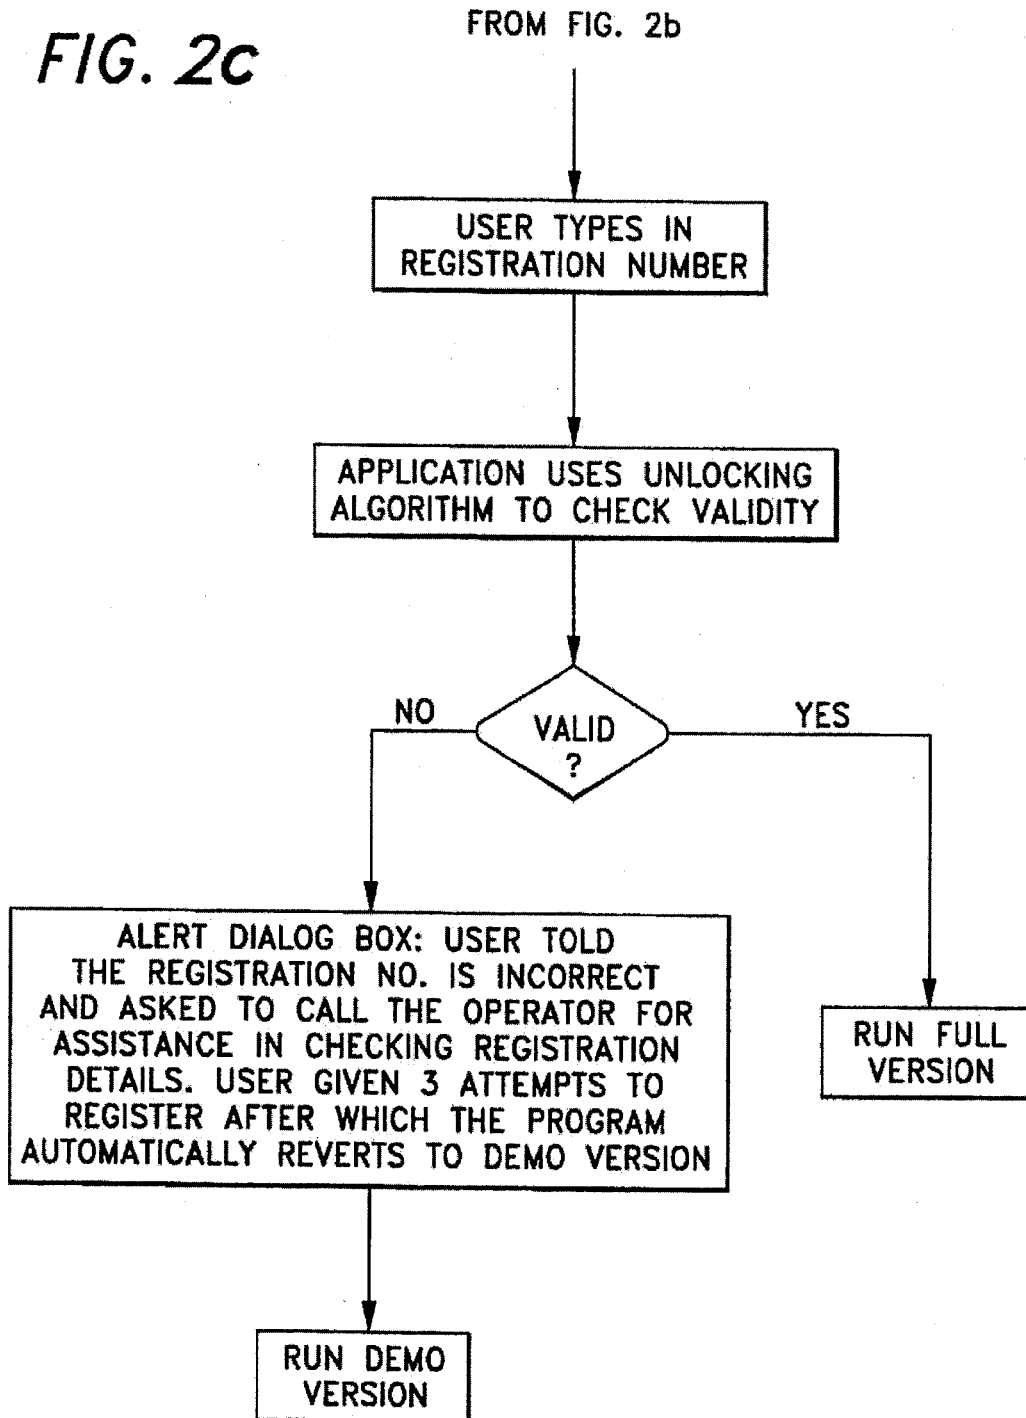 FIG. 2c
FROM FIG. 2b
USER TYPES IN
REGISTRATION NUMBER
APPLICATION USES UNLOCKING
ALGORITHM TO CHECK VALIDITY
NO
VALID
?
YES
ALERT DIALOG BOX: USER TOLD
THE REGISTRATION NO. IS INCORRECT
AND ASKED TO CALL THE OPERATOR FOR
ASSISTANCE IN CHECKING REGISTRATION
DETAILS. USER GIVEN 3 ATTEMPTS TO
REGISTER AFTER WHICH THE PROGRAM
AUTOMATICALLY REVERTS TO DEMO VERSION
RUN FULL
VERSION
RUN DEMO
VERSION